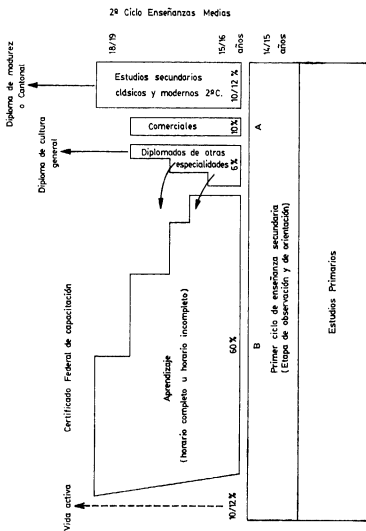 2ª Ciclo Enseñanzas Medias
18/19
15/16
años
14/15
años
Diploma de madurez
o Cantonal
Estudios secundarios
clásicos y modernos 2ºC.
10/12 %
Comerciales
10%
A
Diploma de cultura
general
Diplomados de otras
especialidades
6%
Certificado Federal de capacitación
Aprendizaje
(horario completo u horario incompleto)
60 %
B
Primer ciclo de enseñanza secundaria
(Etapa de observación y de orientación)
Estudios Primarios
Vida activa
10/12%